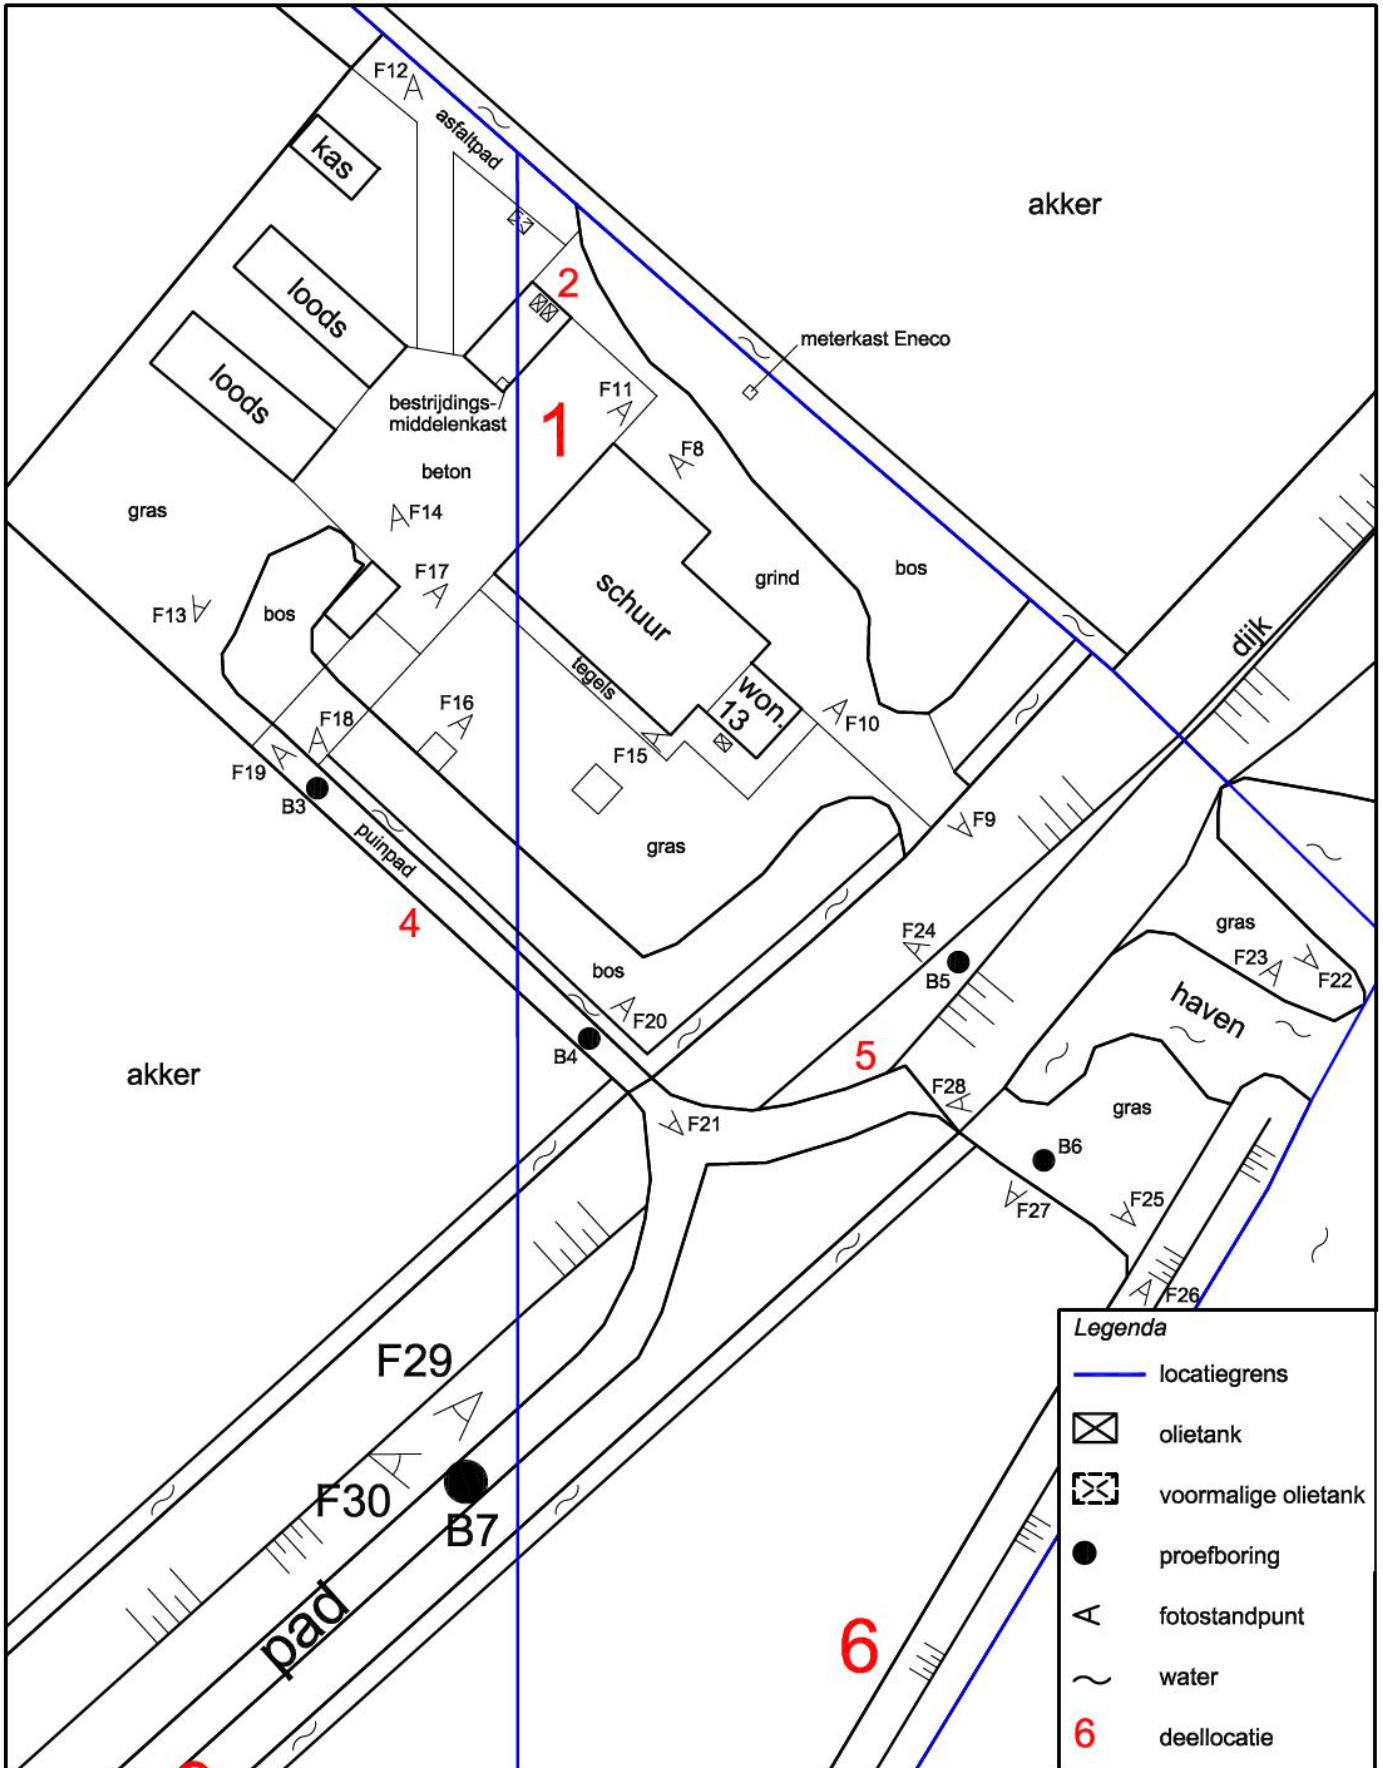 F12
asfaltpad
kas
akker
2
loods
meterkast Eneco
loods
F11
bestrijdings-
middelenkast
1
F8
beton
gras
F14
bos
grind
F17
schuur
F13
bos
dijk
tegels
won.
13
F16
F10
F18
F15
F19
B3
puinpad
F9
gras
4
gras
F24
F23
F22
bos
B5
haven
F20
B4
5
akker
F28
gras
F21
B6
F25
F27
F26
Legenda
F29
locatiegrens
olietank
F30
voormalige olietank
B7
proefboring
pad
fotostandpunt
6
water
6 deellocatie